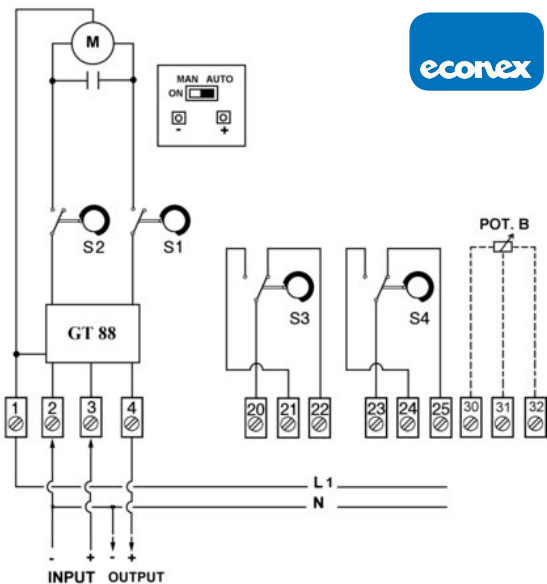 M
econex
MAN AUTO
ON
- +
S2
S1
POT. B
S3
S4
GT 88
1 2 3 4 20 21 22 23 24 25 30 31 32
L1
N
- + - +
INPUT OUTPUT